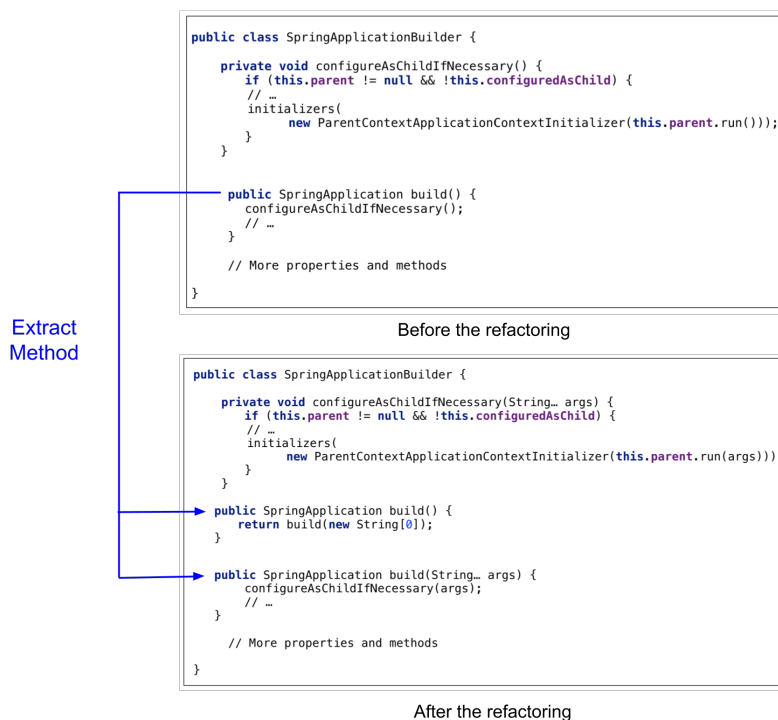 public class SpringApplicationBuilder {
private void configureAsChildIfNecessary() {
if (this.parent != null && !this.configuredAsChild) {
// …
initializers(
new ParentContextApplicationContextInitializer(this.parent.run()));
}
}
public SpringApplication build() {
configureAsChildIfNecessary();
// …
}
// More properties and methods
}
Before the refactoring
Extract
Method
public class SpringApplicationBuilder {
private void configureAsChildIfNecessary(String… args) {
if (this.parent != null && !this.configuredAsChild) {
// …
initializers(
new ParentContextApplicationContextInitializer(this.parent.run(args)))
}
}
public SpringApplication build() {
return build(new String[0]);
}
public SpringApplication build(String… args) {
configureAsChildIfNecessary(args);
// …
}
// More properties and methods
}
After the refactoring